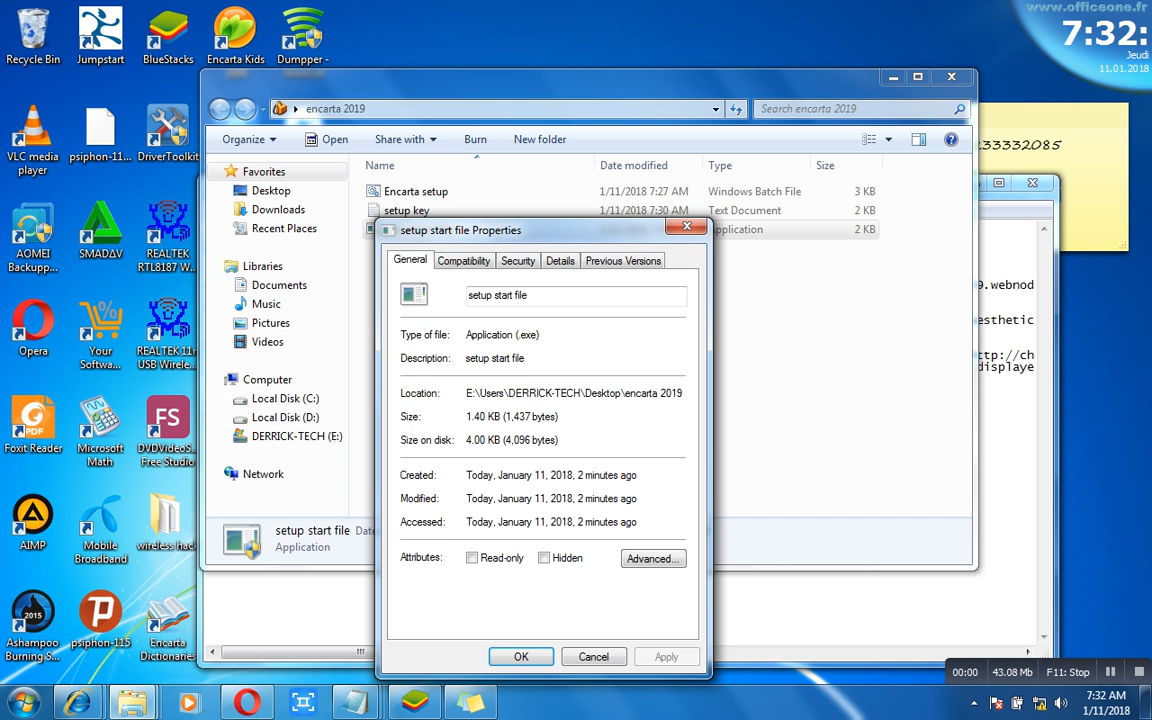 www.officeone.fr
7:32:
Jeudi
11.01.2018
Recycle Bin
Jumpstart
BlueStacks
Encarta Kids
Dumpper -
VLC media player
psiphon-11...
DriverToolkit
AOMEI Backupp...
SMADΔV
REALTEK RTL8187 W...
Opera
Your Softwa...
REALTEK 11n USB Wirele...
Foxit Reader
Microsoft Math
DVDVideoS... Free Studio
AIMP
Mobile Broadband
wireless hac
2015
Ashampoo Burning S...
psiphon-115
Encarta Dictionaries
encarta 2019
Search encarta 2019
Organize
Open
Share with
Burn
New folder
Favorites
Desktop
Downloads
Recent Places
Libraries
Documents
Music
Pictures
Videos
Computer
Local Disk (C:)
Local Disk (D:)
DERRICK-TECH (E:)
Network
Name
Date modified
Type
Size
Encarta setup
1/11/2018 7:27 AM
Windows Batch File
3 KB
setup key
1/11/2018 7:30 AM
Text Document
2 KB
Application
2 KB
setup start file
Date
Application
setup start file Properties
General
Compatibility
Security
Details
Previous Versions
setup start file
Type of file:
Application (.exe)
Description:
setup start file
Location:
E:\Users\DERRICK-TECH\Desktop\encarta 2019
Size:
1.40 KB (1,437 bytes)
Size on disk:
4.00 KB (4,096 bytes)
Created:
Today, January 11, 2018, 2 minutes ago
Modified:
Today, January 11, 2018, 2 minutes ago
Accessed:
Today, January 11, 2018, 2 minutes ago
Attributes:
Read-only
Hidden
Advanced...
OK
Cancel
Apply
33332085
9.webnod
esthetic
ttp://ch
displaye
00:00
43.08 Mb
F11: Stop
7:32 AM
1/11/2018